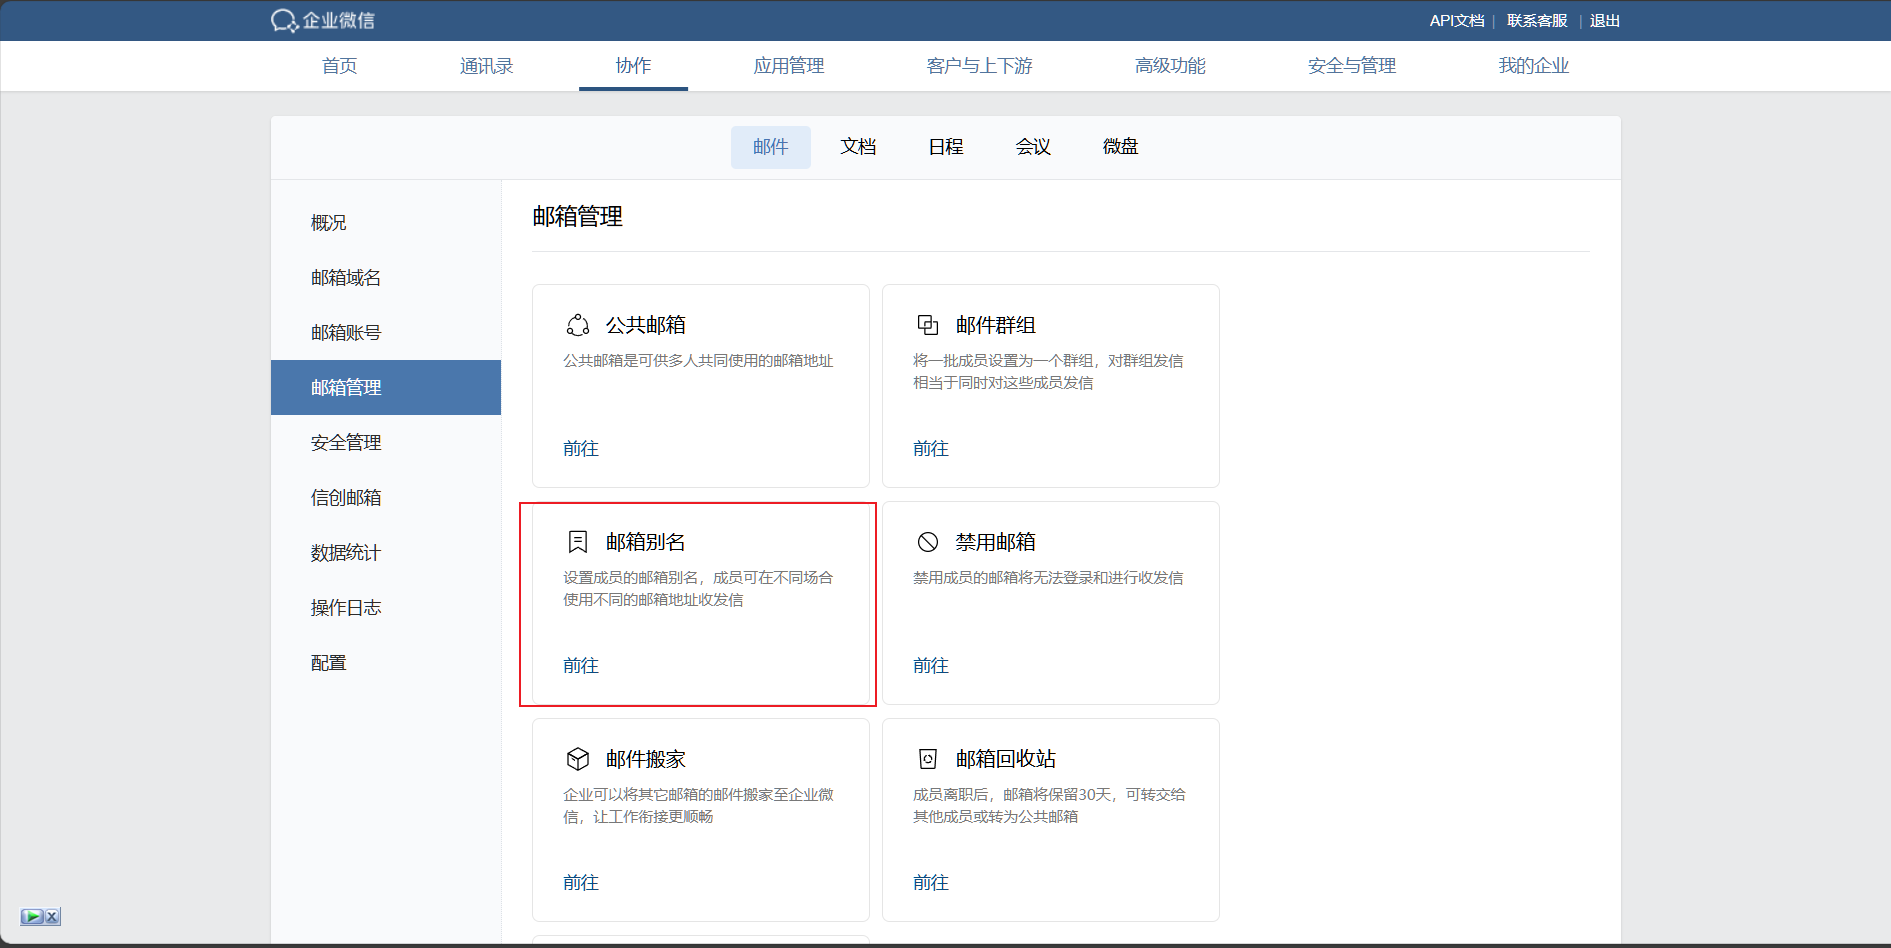 企业微信
API文档 | 联系客服 | 退出
首页 通讯录 协作 应用管理 客户与上下游 高级功能 安全与管理 我的企业
邮件 文档 日程 会议 微盘
概况
邮箱域名
邮箱账号
邮箱管理
安全管理
信创邮箱
数据统计
操作日志
配置
邮箱管理
公共邮箱
公共邮箱是可供多人共同使用的邮箱地址
前往
邮件群组
将一批成员设置为一个群组，对群组发信
相当于同时对这些成员发信
前往
邮箱别名
设置成员的邮箱别名，成员可在不同场合
使用不同的邮箱地址收发信
前往
禁用邮箱
禁用成员的邮箱将无法登录和进行收发信
前往
邮件搬家
企业可以将其它邮箱的邮件搬家至企业微
信，让工作衔接更顺畅
前往
邮箱回收站
成员离职后，邮箱将保留30天，可转交给
其他成员或转为公共邮箱
前往